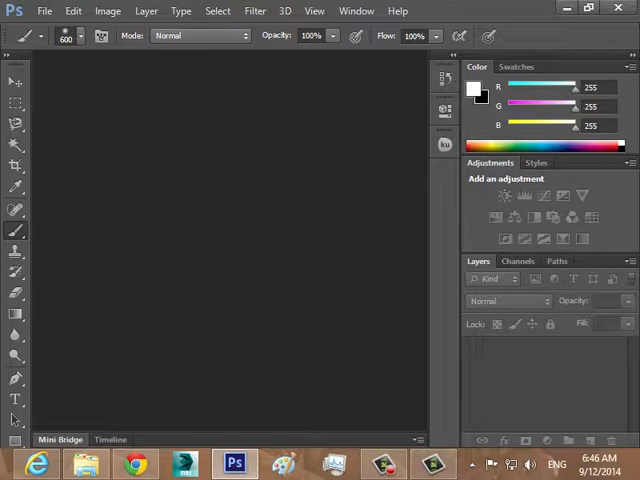 Ps File Edit Image Layer Type Select Filter 3D View Window Help
600 Mode: Normal Opacity: 100% Flow: 100%
Color Swatches
R 255
G 255
B 255
Adjustments Styles
Add an adjustment
ku
Layers Channels Paths
Kind
Normal Opacity:
Lock: Fill:
Mini Bridge Timeline
Ps ENG 6:46 AM
9/12/2014